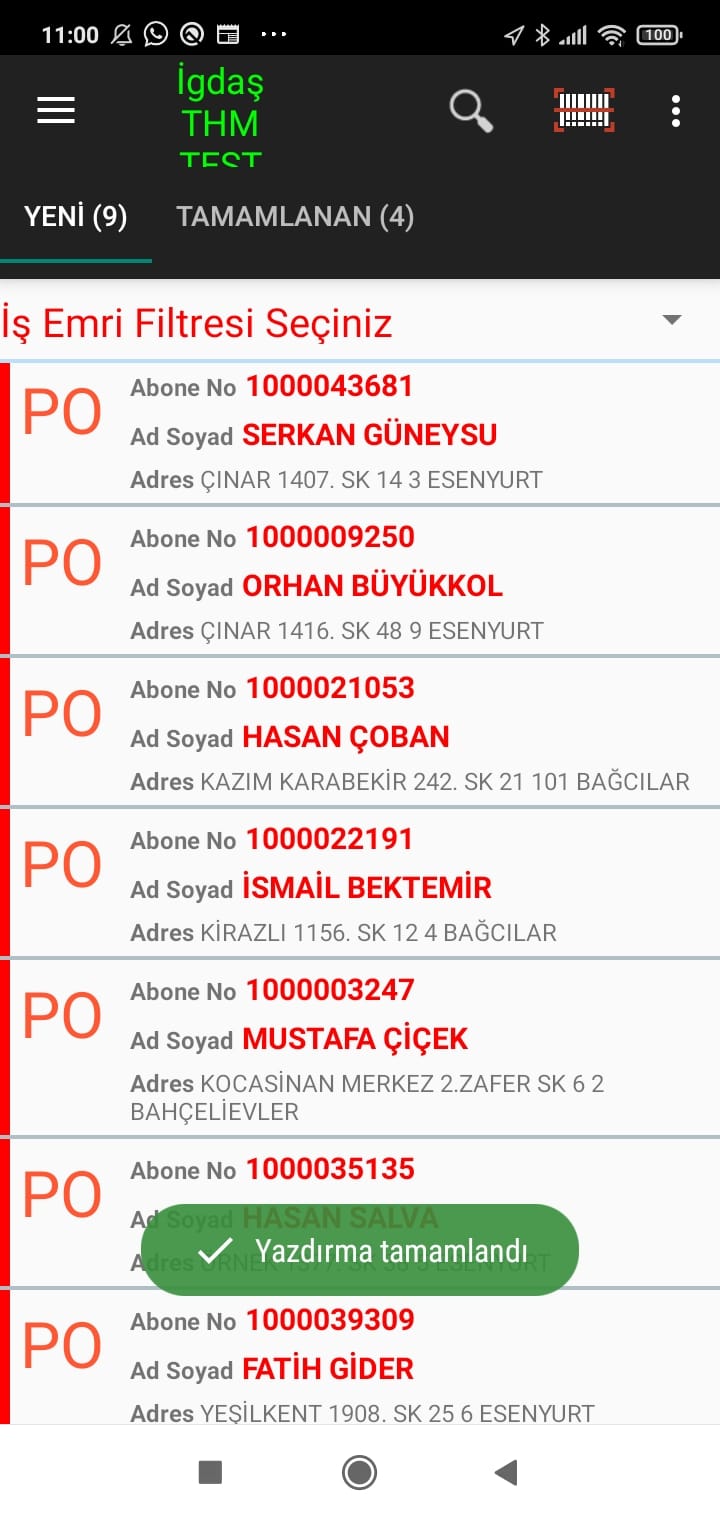 11:00
100
İgdaş
THM
TEST
YENİ (9)
TAMAMLANAN (4)
İş Emri Filtresi Seçiniz
PO
Abone No 1000043681
Ad Soyad SERKAN GÜNEYSU
Adres ÇINAR 1407. SK 14 3 ESENYURT
PO
Abone No 1000009250
Ad Soyad ORHAN BÜYÜKKOL
Adres ÇINAR 1416. SK 48 9 ESENYURT
PO
Abone No 1000021053
Ad Soyad HASAN ÇOBAN
Adres KAZIM KARABEKİR 242. SK 21 101 BAĞCILAR
PO
Abone No 1000022191
Ad Soyad İSMAİL BEKTEMİR
Adres KİRAZLI 1156. SK 12 4 BAĞCILAR
PO
Abone No 1000003247
Ad Soyad MUSTAFA ÇİÇEK
Adres KOCASİNAN MERKEZ 2.ZAFER SK 6 2
BAHÇELİEVLER
PO
Abone No 1000035135
Ad Soyad HASAN SALVA
Yazdırma tamamlandı
Adres SK ESENYURT
PO
Abone No 1000039309
Ad Soyad FATİH GİDER
Adres YEŞİLKENT 1908. SK 25 6 ESENYURT